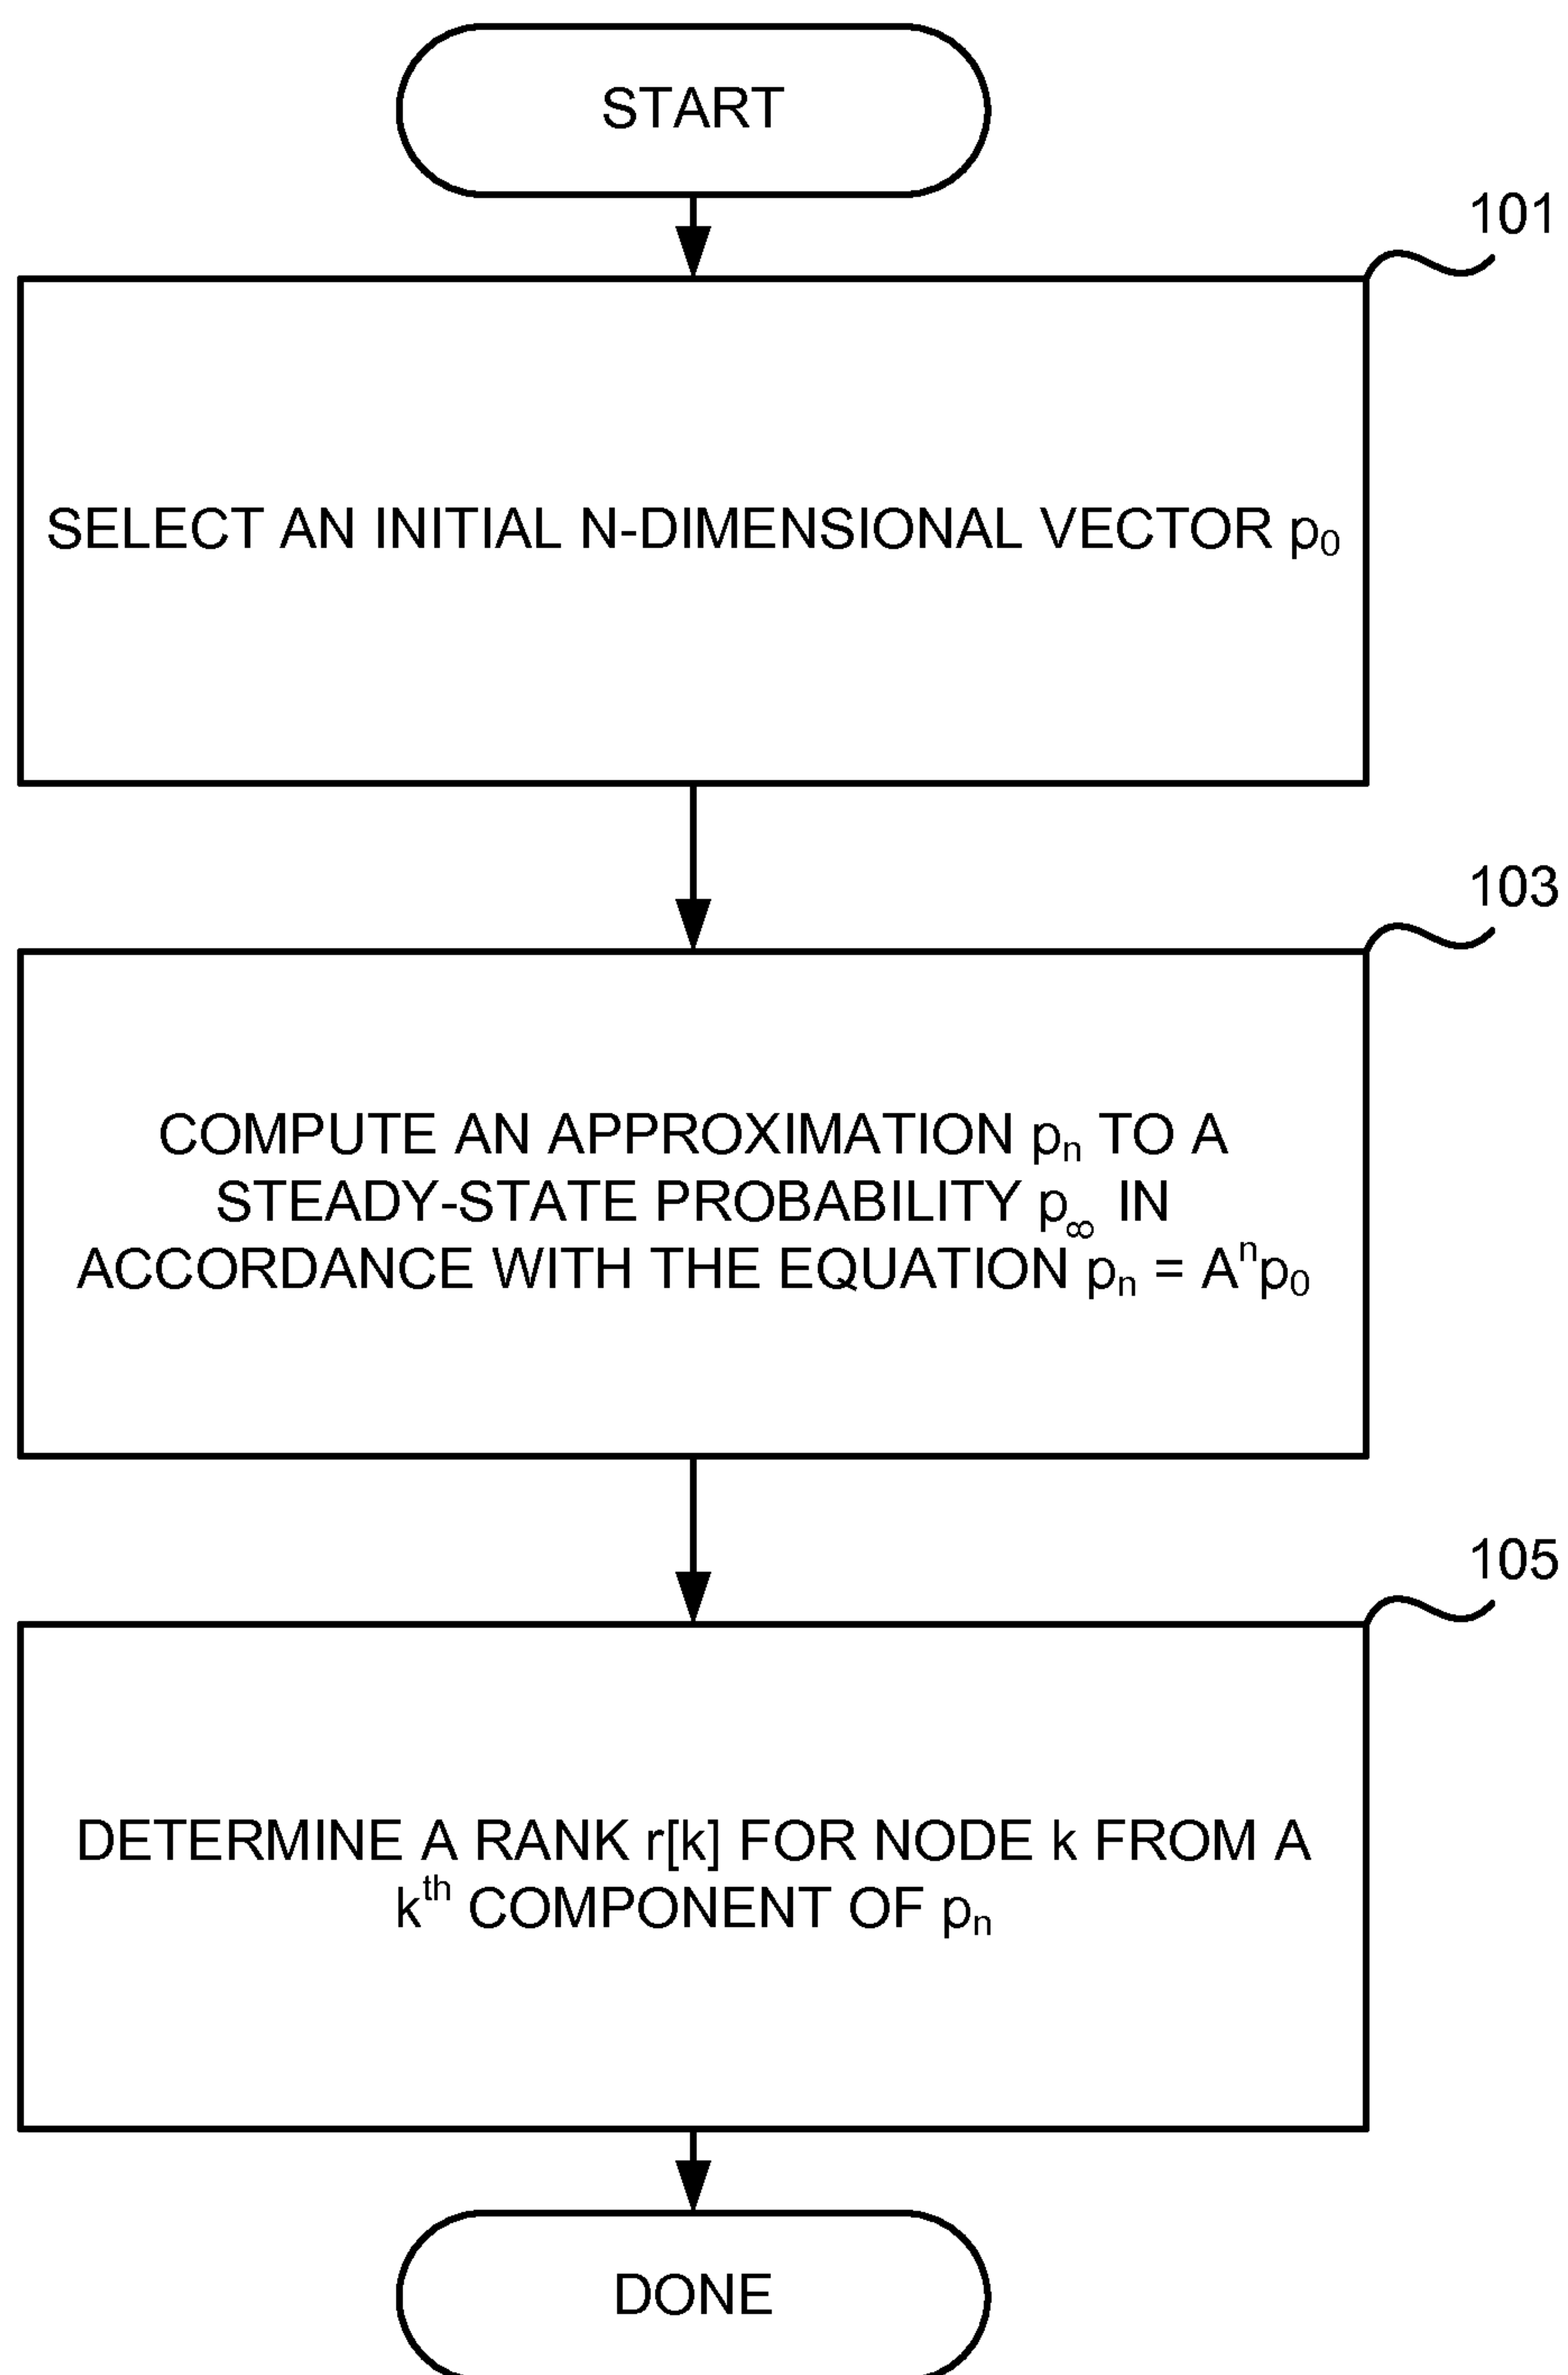 START
101
SELECT AN INITIAL N-DIMENSIONAL VECTOR p₀
103
COMPUTE AN APPROXIMATION pₙ TO A
STEADY-STATE PROBABILITY p∞ IN
ACCORDANCE WITH THE EQUATION pₙ = Aⁿp₀
105
DETERMINE A RANK r[k] FOR NODE k FROM A
kᵗʰ COMPONENT OF pₙ
DONE